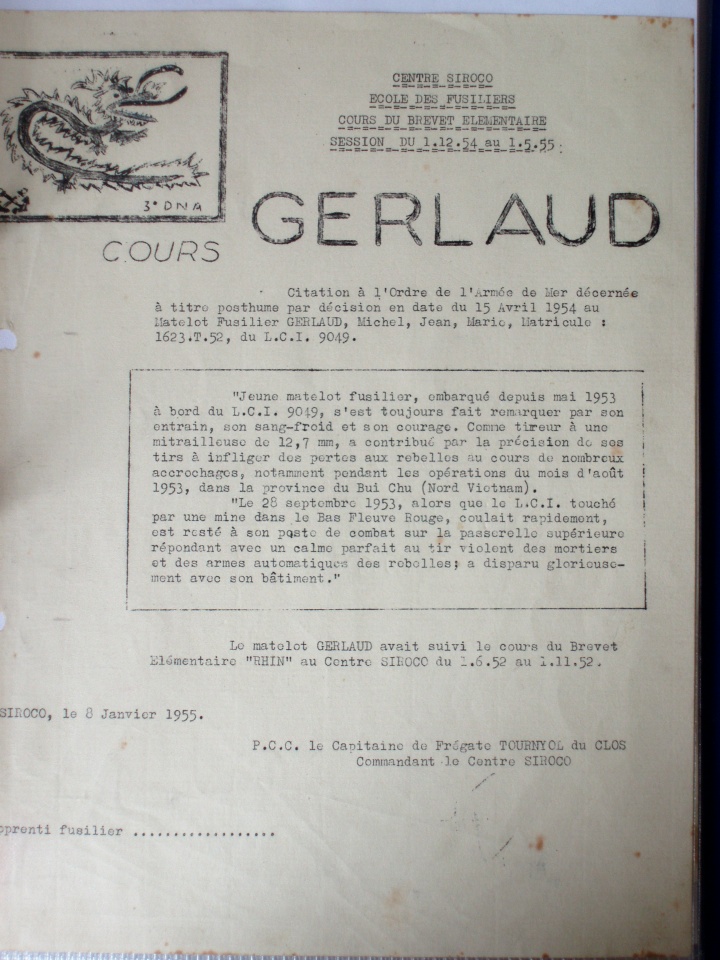 CENTRE SIROCO
ECOLE DES FUSILIERS
COURS DU BREVET ELEMENTAIRE
SESSION DU 1.12.54 au 1.5.55.
3° DNA
COURS GERLAUD
Citation à l'Ordre de l'Armée de Mer décernée
à titre posthume par décision en date du 15 Avril 1954 au
Matelot Fusilier GERLAUD, Michel, Jean, Marie, Matricule :
1623.T.52, du L.C.I. 9049.
"Jeune matelot fusilier, embarqué depuis mai 1953
à bord du L.C.I. 9049, s'est toujours fait remarquer par son
entrain, son sang-froid et son courage. Comme tireur à une
mitrailleuse de 12,7 mm, a contribué par la précision de ses
tirs à infliger des pertes aux rebelles au cours de nombreux
accrochages, notamment pendant les opérations du mois d'août
1953, dans la province du Bui Chu (Nord Vietnam).
"Le 28 septembre 1953, alors que le L.C.I. touché
par une mine dans le Bas Fleuve Rouge, coulait rapidement,
est resté à son poste de combat sur la passerelle supérieure
répondant avec un calme parfait au tir violent des mortiers
et des armes automatiques des rebelles; a disparu glorieuse-
ment avec son bâtiment."
Le matelot GERLAUD avait suivi le cours du Brevet
Elémentaire "RHIN" au Centre SIROCO du 1.6.52 au 1.11.52.
SIROCO, le 8 Janvier 1955.
P.C.C. le Capitaine de Frégate TOURNYOL du CLOS
Commandant le Centre SIROCO
pprenti fusilier ..................